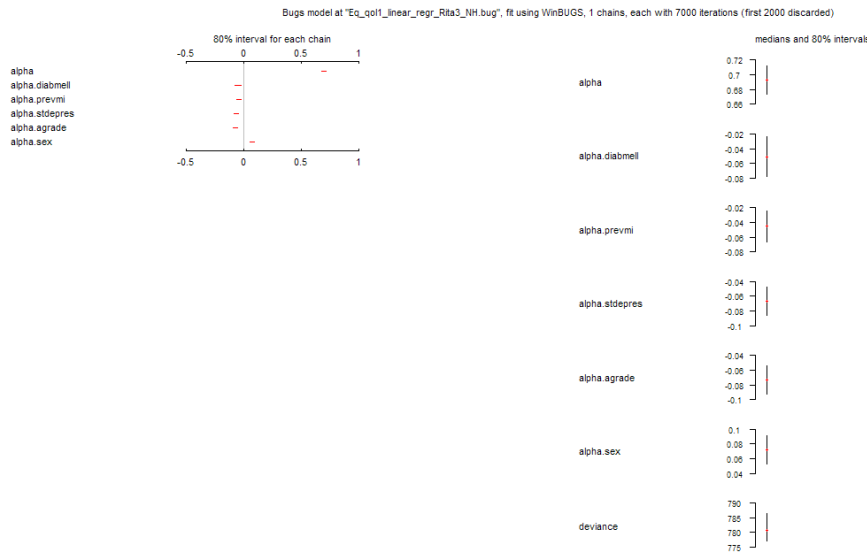 Bugs model at "Eq_qol1_linear_regr_Rita3_NH.bug", fit using WinBUGS, 1 chains, each with 7000 iterations (first 2000 discarded)
80% interval for each chain
-0.5 0 0.5 1
alpha
alpha.diabmell
alpha.prevmi
alpha.stdepres
alpha.agrade
alpha.sex
-0.5 0 0.5 1
medians and 80% intervals
alpha
0.72
0.7
0.68
0.66
alpha.diabmell
-0.02
-0.04
-0.06
-0.08
alpha.prevmi
-0.02
-0.04
-0.06
-0.08
alpha.stdepres
-0.04
-0.06
-0.08
-0.1
alpha.agrade
-0.04
-0.06
-0.08
-0.1
alpha.sex
0.1
0.08
0.06
0.04
deviance
790
785
780
775